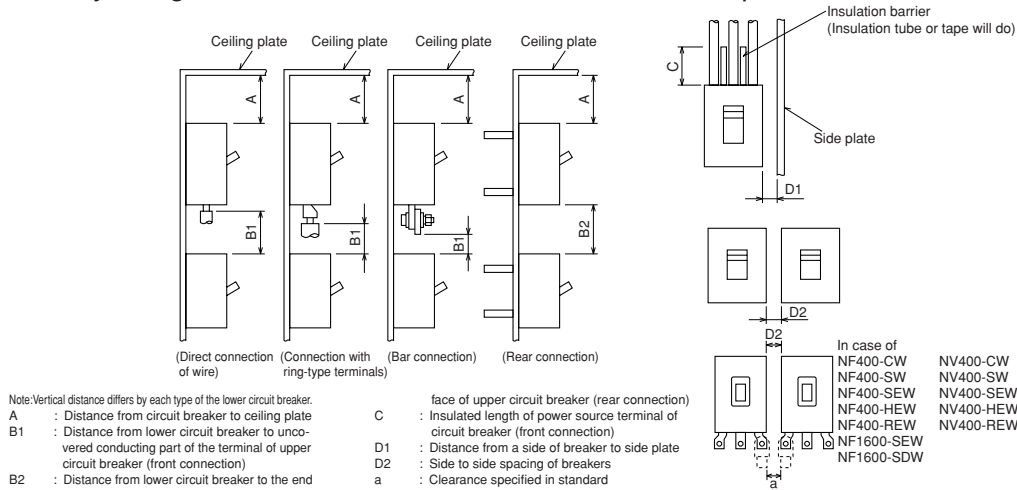 Insulation barrier
(Insulation tube or tape will do)
Ceiling plate
Ceiling plate
Ceiling plate
Ceiling plate
A
A
A
A
C
Side plate
D1
B1
B1
B1
B2
D2
D2
(Direct connection
of wire)
(Connection with
ring-type terminals)
(Bar connection)
(Rear connection)
In case of
NF400-CW NV400-CW
NF400-SW NV400-SW
NF400-SEW NV400-SEW
NF400-HEW NV400-HEW
NF400-REW NV400-REW
NF1600-SEW
NF1600-SDW
a
Note:Vertical distance differs by each type of the lower circuit breaker.
A : Distance from circuit breaker to ceiling plate
B1 : Distance from lower circuit breaker to unco-
vered conducting part of the terminal of upper
circuit breaker (front connection)
B2 : Distance from lower circuit breaker to the end
face of upper circuit breaker (rear connection)
C : Insulated length of power source terminal of
circuit breaker (front connection)
D1 : Distance from a side of breaker to side plate
D2 : Side to side spacing of breakers
a : Clearance specified in standard